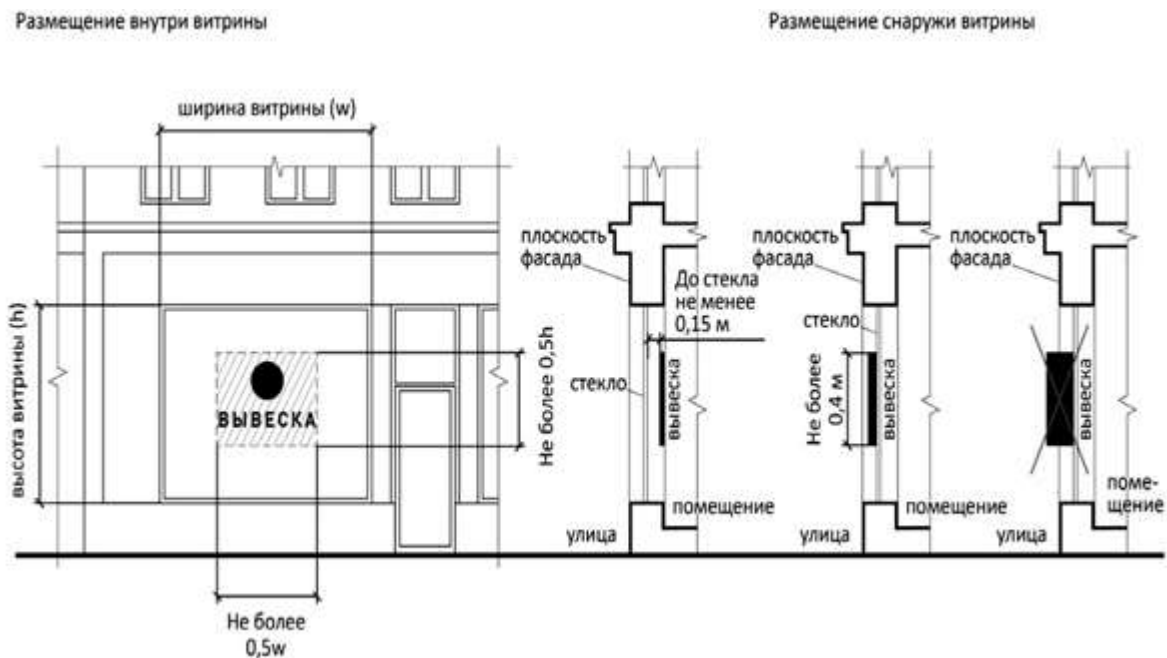 Размещение внутри витрины
Размещение снаружи витрины
ширина витрины (w)
высота витрины (h)
ВЫВЕСКА
Не более 0,5h
Не более
0,5w
плоскость
фасада
До стекла
не менее
0,15 м
стекло
вывеска
помещение
улица
плоскость
фасада
стекло
Не более
0,4 м
вывеска
помещение
улица
плоскость
фасада
вывеска
поме-
щение
улица